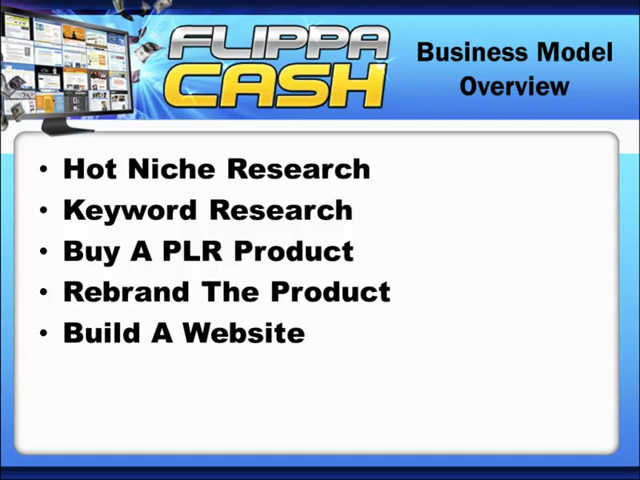 FLIPPA
CASH
Business Model
Overview
• Hot Niche Research
• Keyword Research
• Buy A PLR Product
• Rebrand The Product
• Build A Website